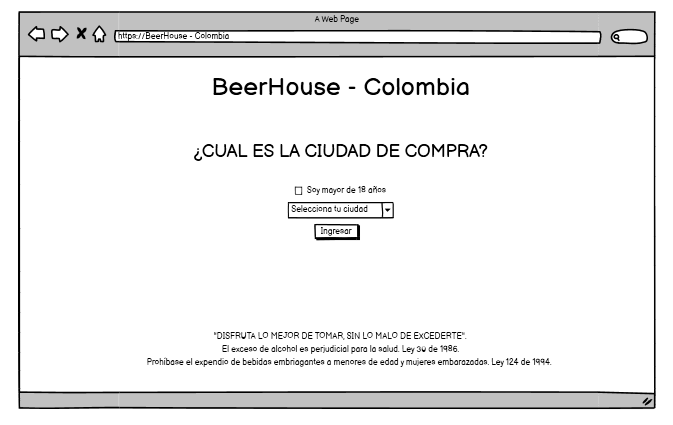 A Web Page
https://BeerHouse - Colombia
BeerHouse - Colombia
¿CUAL ES LA CIUDAD DE COMPRA?
Soy mayor de 18 años
Selecciona tu ciudad
Ingresar
"DISFRUTA LO MEJOR DE TOMAR, SIN LO MALO DE EXCEDERTE".
El exceso de alcohol es perjudicial para la salud. Ley 30 de 1986.
Prohíbase el expendio de bebidas embriagantes a menores de edad y mujeres embarazadas. Ley 124 de 1994.